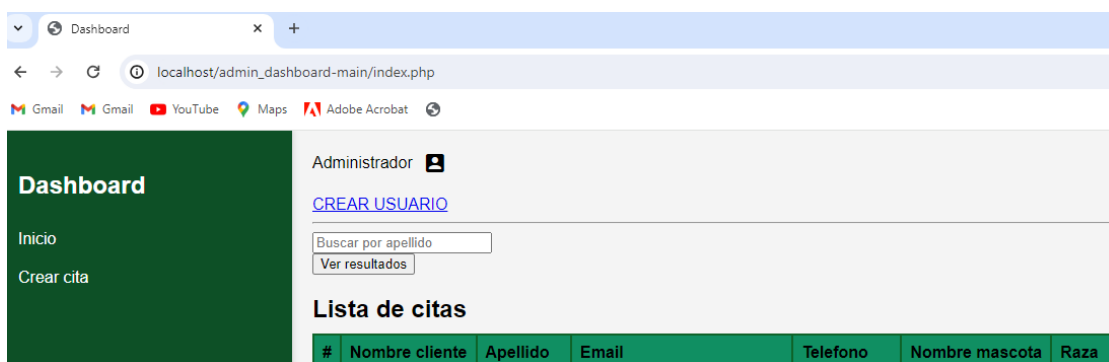 Dashboard
localhost/admin_dashboard-main/index.php
Gmail Gmail YouTube Maps Adobe Acrobat
Dashboard
Inicio
Crear cita
Administrador
CREAR USUARIO
Buscar por apellido
Ver resultados
Lista de citas
# Nombre cliente Apellido Email Telefono Nombre mascota Raza